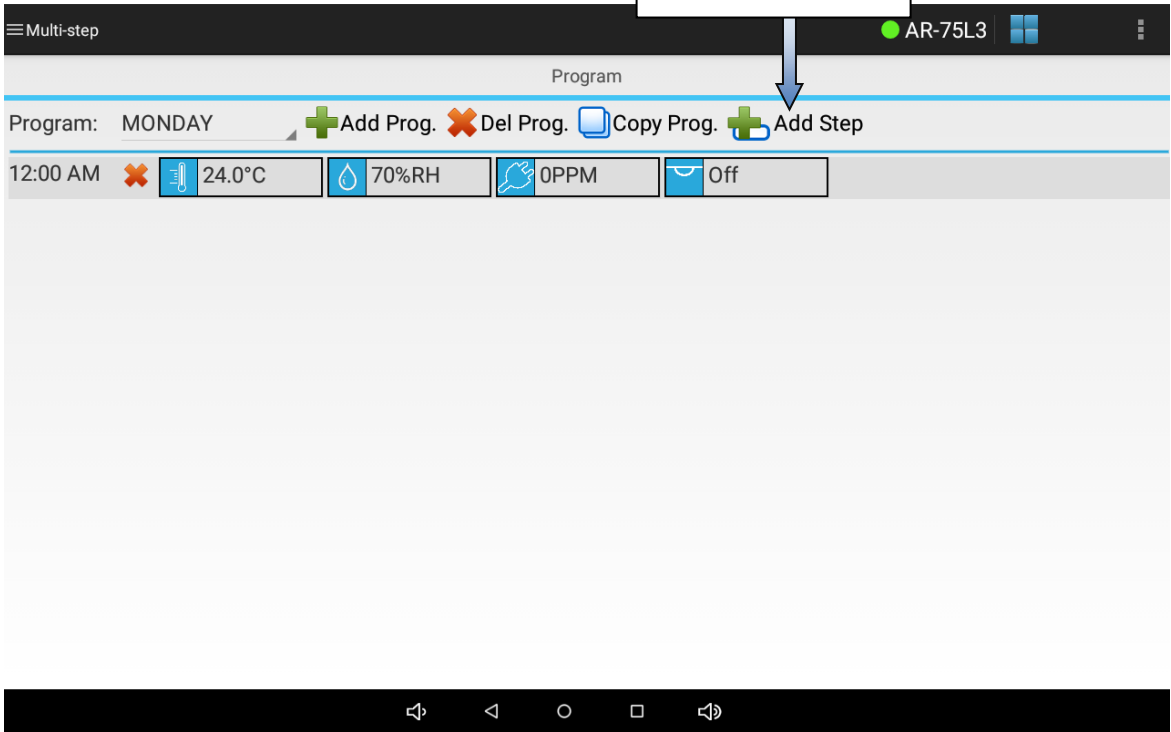 Multi-step AR-75L3
Program
Program: MONDAY Add Prog. Del Prog. Copy Prog. Add Step
12:00 AM 24.0°C 70%RH 0PPM Off